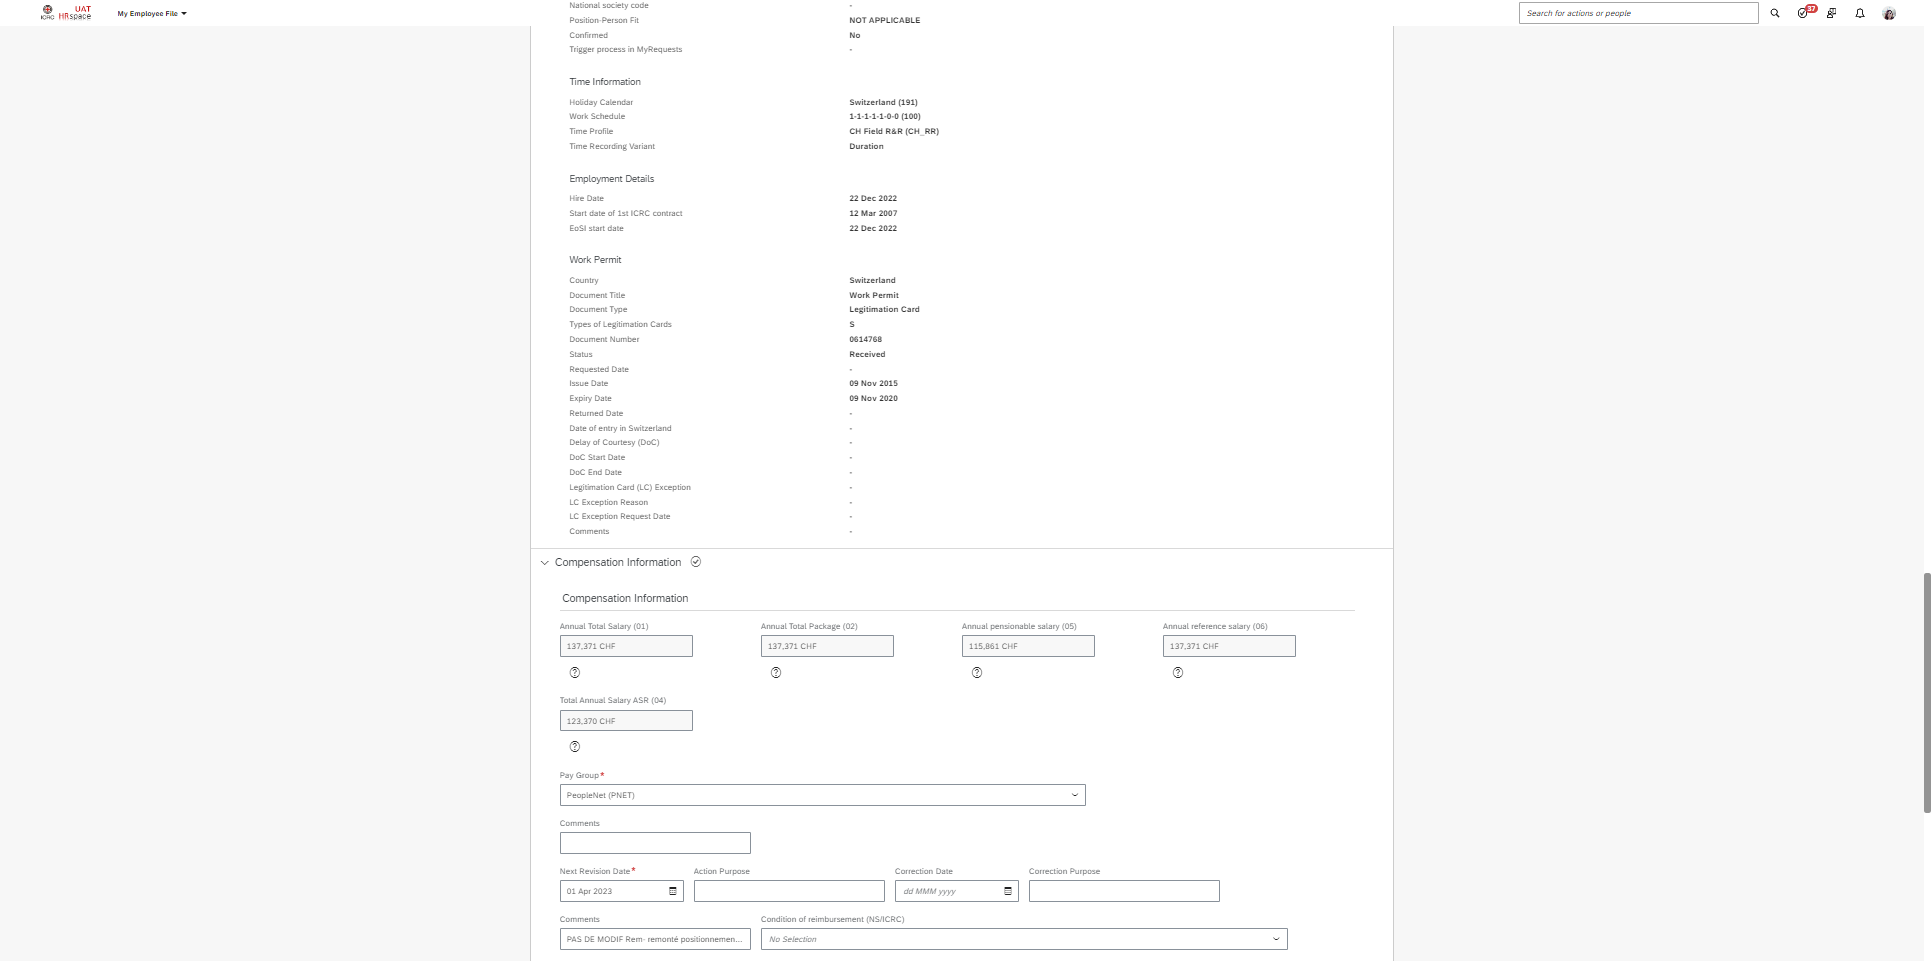 ICRC UAT HRspace My Employee File Search for actions or people 37
National society code -
Position-Person Fit NOT APPLICABLE
Confirmed No
Trigger process in MyRequests -
Time Information
Holiday Calendar Switzerland (191)
Work Schedule 1-1-1-1-1-0-0 (100)
Time Profile CH Field R&R (CH_RR)
Time Recording Variant Duration
Employment Details
Hire Date 22 Dec 2022
Start date of 1st ICRC contract 12 Mar 2007
EoSI start date 22 Dec 2022
Work Permit
Country Switzerland
Document Title Work Permit
Document Type Legitimation Card
Types of Legitimation Cards S
Document Number 0614768
Status Received
Requested Date -
Issue Date 09 Nov 2015
Expiry Date 09 Nov 2020
Returned Date -
Date of entry in Switzerland -
Delay of Courtesy (DoC) -
DoC Start Date -
DoC End Date -
Legitimation Card (LC) Exception -
LC Exception Reason -
LC Exception Request Date -
Comments -
Compensation Information
Compensation Information
Annual Total Salary (01) Annual Total Package (02) Annual pensionable salary (05) Annual reference salary (06)
137,371 CHF 137,371 CHF 115,861 CHF 137,371 CHF
Total Annual Salary ASR (04)
123,370 CHF
Pay Group*
PeopleNet (PNET)
Comments
Next Revision Date* Action Purpose Correction Date Correction Purpose
01 Apr 2023 dd MMM yyyy
Comments Condition of reimbursement (NS/ICRC)
PAS DE MODIF Rem- remonté positionnemen... No Selection